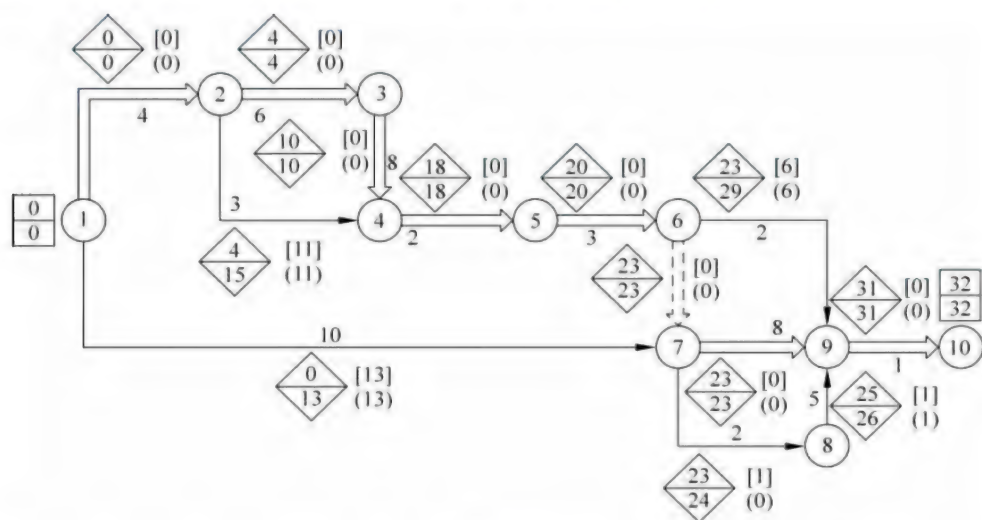 0 [0] 4 [0]
0 (0) 4 (0)
2 3
4 6
10 [0]
10 (0)
8
18 [0] 20 [0] 23 [6]
18 (0) 20 (0) 29 (6)
3
0
0
1 4 5 6
2 3 2
4 [11]
15 (11)
23 [0]
23 (0)
31 [0] 32
31 (0) 32
10 8
7 9 10
1
0 [13]
13 (13)
23 [0]
23 (0)
5 25 [1]
26 (1)
2 8
23 [1]
24 (0)